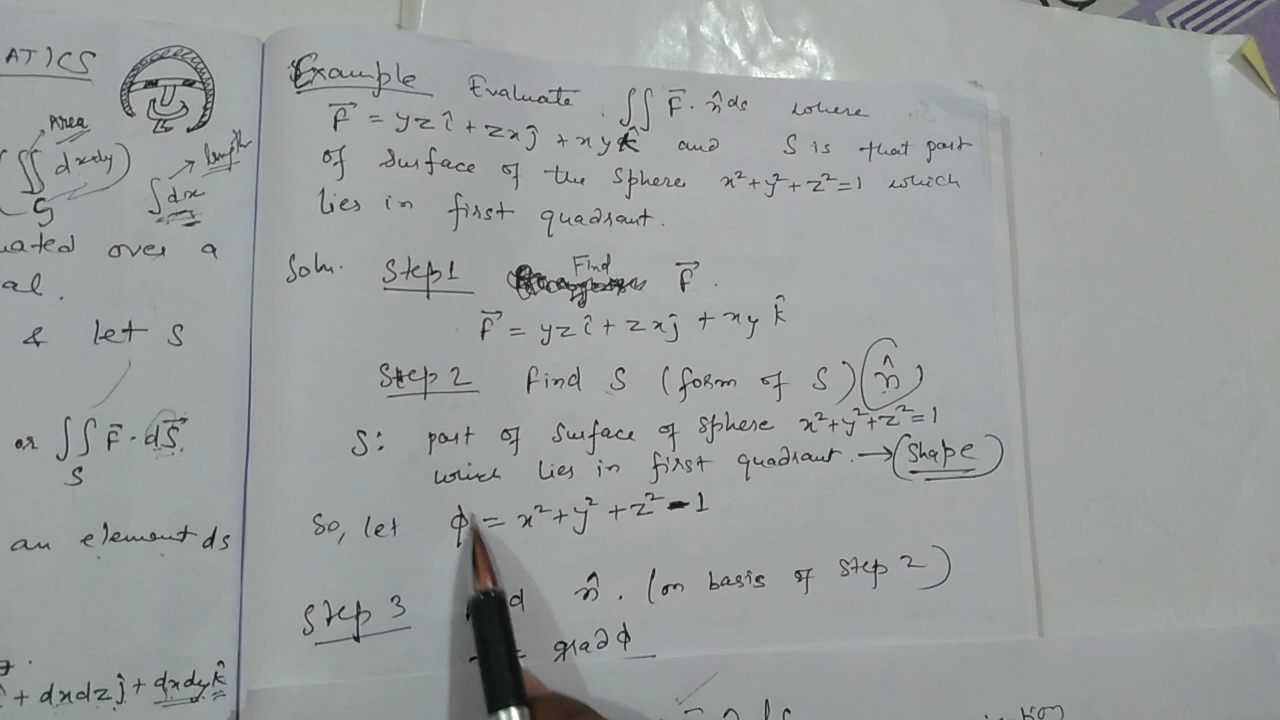 ATICS
Area
∬ dxdy)
length
∫dx
S
uated over a
al.
& let S
or ∬ F⃗ · dS⃗.
S
an element ds
+ dxdz ĵ + dxdy k̂
Example Evaluate ∬ F⃗ · n̂ ds where
F⃗ = yz î + zx ĵ + xy k̂ and S is that part
of surface of the sphere x²+y²+z²=1 which
lies in first quadrant.
Soln. Step 1 Find F⃗.
F⃗ = yz î + zx ĵ + xy k̂
Step 2 Find S (form of S) (n̂)
S: part of surface of sphere x²+y²+z²=1
which lies in first quadrant. → (Shape)
So, let ϕ = x²+y²+z²-1
Step 3 n̂. (on basis of step 2)
= grad ϕ